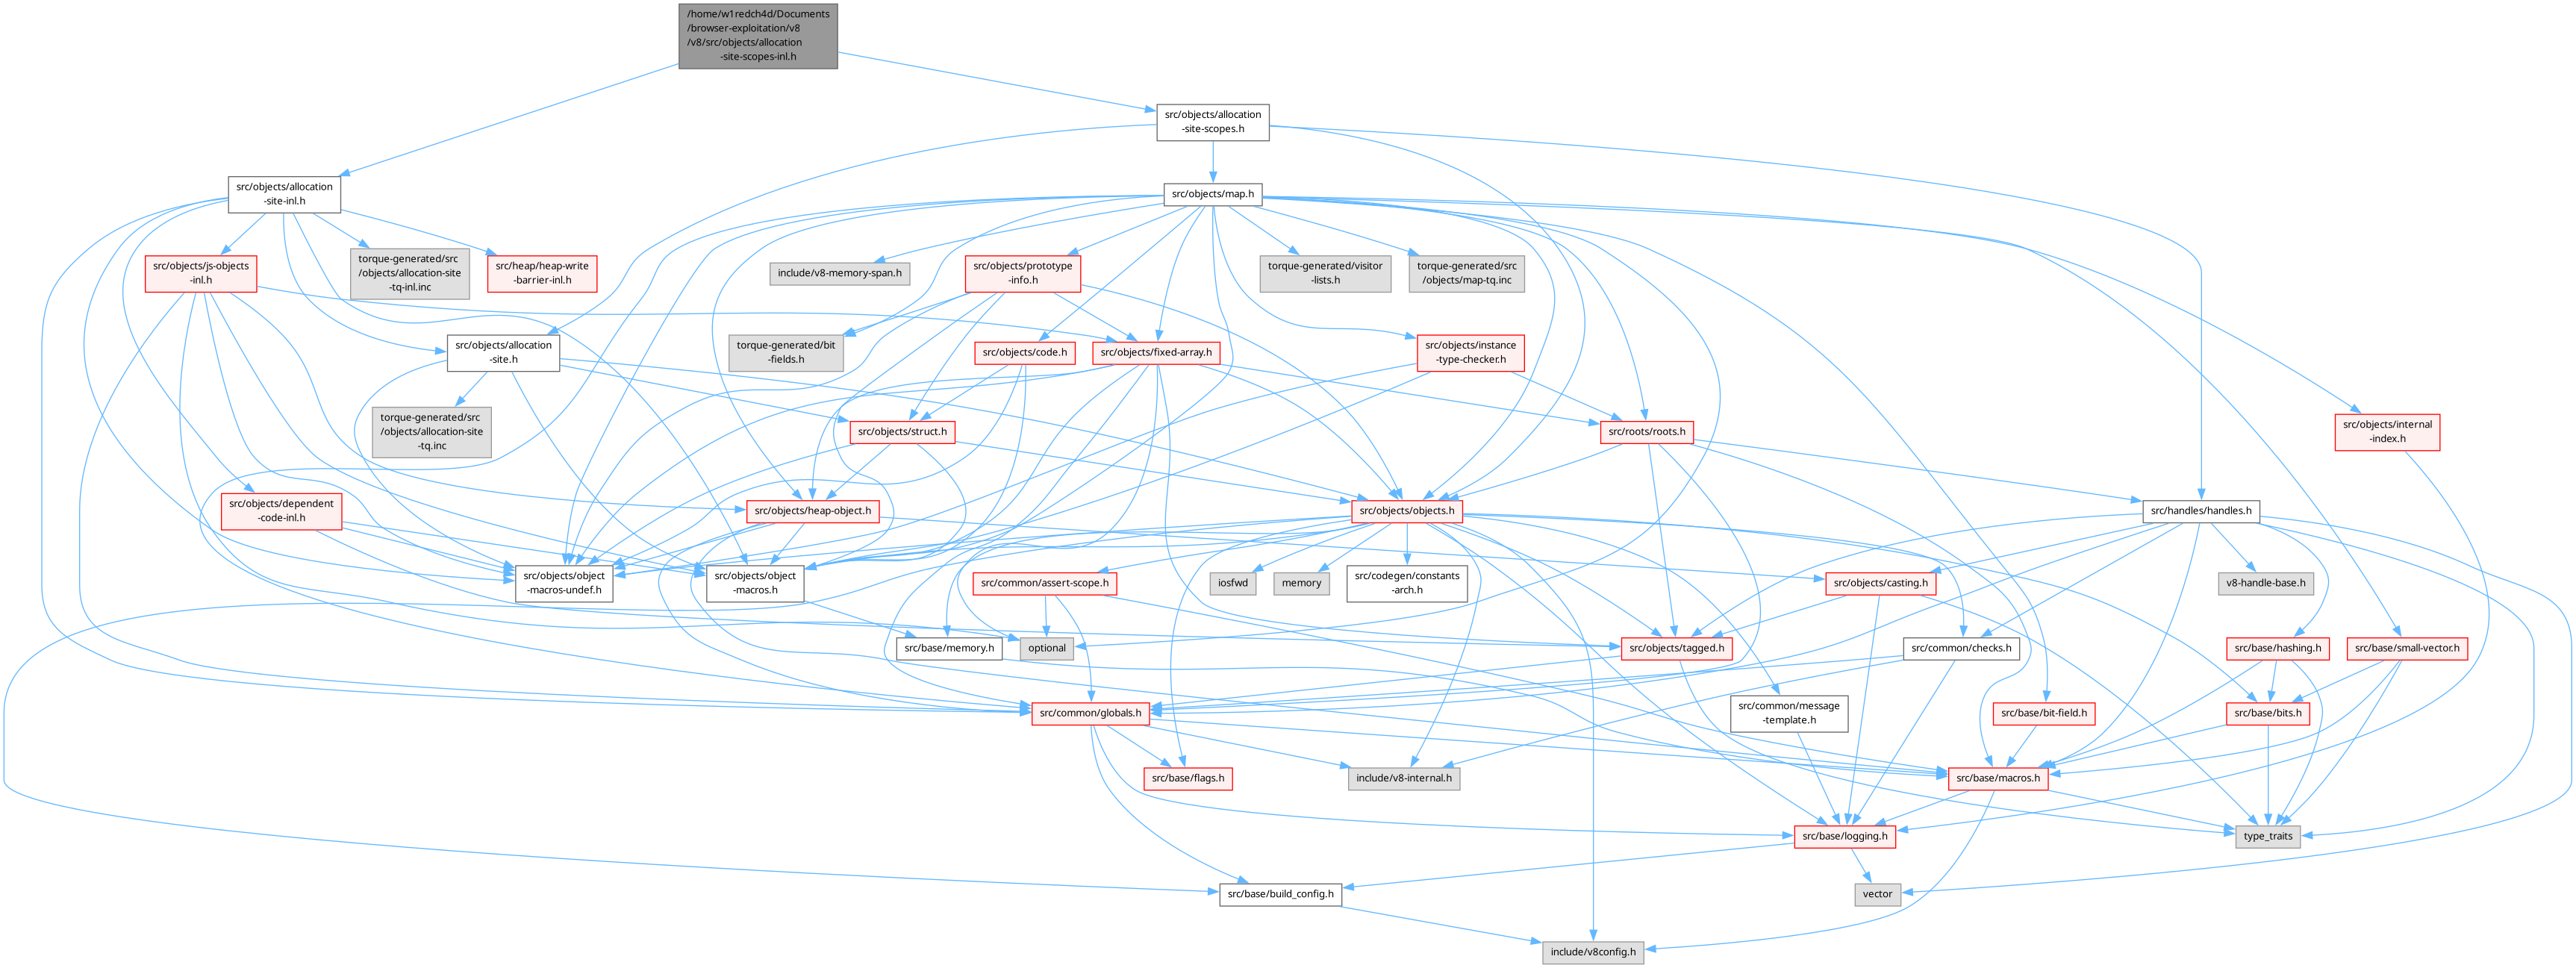 /home/w1redch4d/Documents
/browser-exploitation/v8
/v8/src/objects/allocation
-site-scopes-inl.h
src/objects/allocation
-site-scopes.h
src/objects/allocation
-site-inl.h
src/objects/map.h
src/objects/js-objects
-inl.h
torque-generated/src
/objects/allocation-site
-tq-inl.inc
src/heap/heap-write
-barrier-inl.h
include/v8-memory-span.h
src/objects/prototype
-info.h
torque-generated/visitor
-lists.h
torque-generated/src
/objects/map-tq.inc
src/objects/allocation
-site.h
torque-generated/bit
-fields.h
src/objects/code.h
src/objects/fixed-array.h
src/objects/instance
-type-checker.h
torque-generated/src
/objects/allocation-site
-tq.inc
src/objects/struct.h
src/roots/roots.h
src/objects/internal
-index.h
src/objects/dependent
-code-inl.h
src/objects/heap-object.h
src/objects/objects.h
src/handles/handles.h
src/objects/object
-macros-undef.h
src/objects/object
-macros.h
src/common/assert-scope.h
iosfwd
memory
src/codegen/constants
-arch.h
src/objects/casting.h
v8-handle-base.h
src/base/memory.h
optional
src/objects/tagged.h
src/common/checks.h
src/base/hashing.h
src/base/small-vector.h
src/common/globals.h
src/common/message
-template.h
src/base/bit-field.h
src/base/bits.h
src/base/flags.h
include/v8-internal.h
src/base/macros.h
src/base/logging.h
type_traits
src/base/build_config.h
vector
include/v8config.h